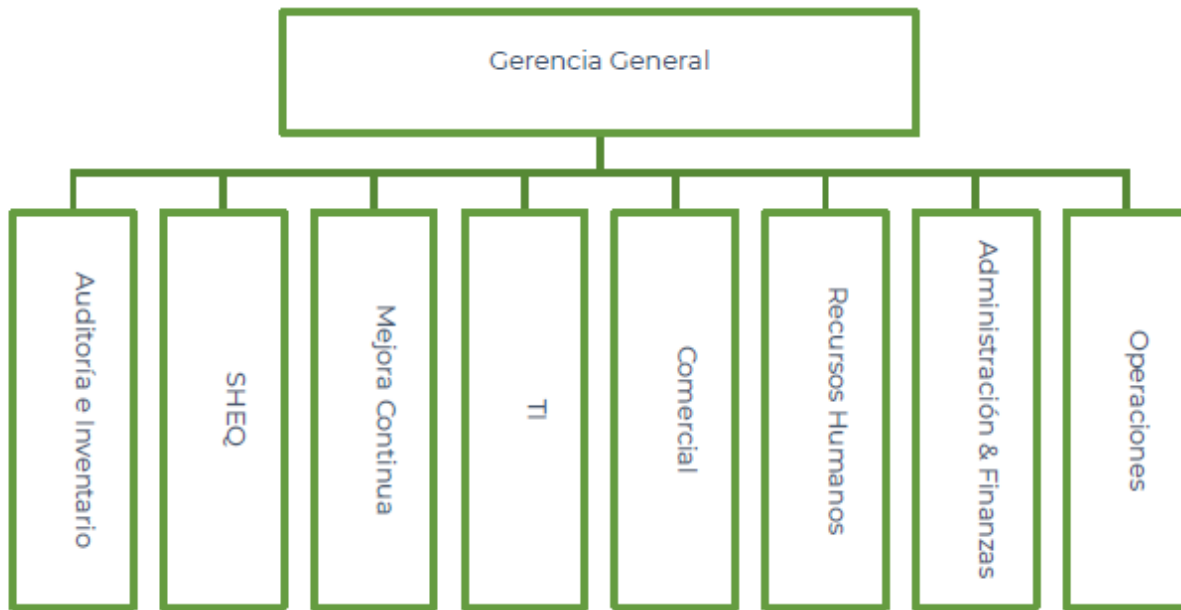 Gerencia General
Auditoría e Inventario
SHEQ
Mejora Continua
TI
Comercial
Recursos Humanos
Administración & Finanzas
Operaciones